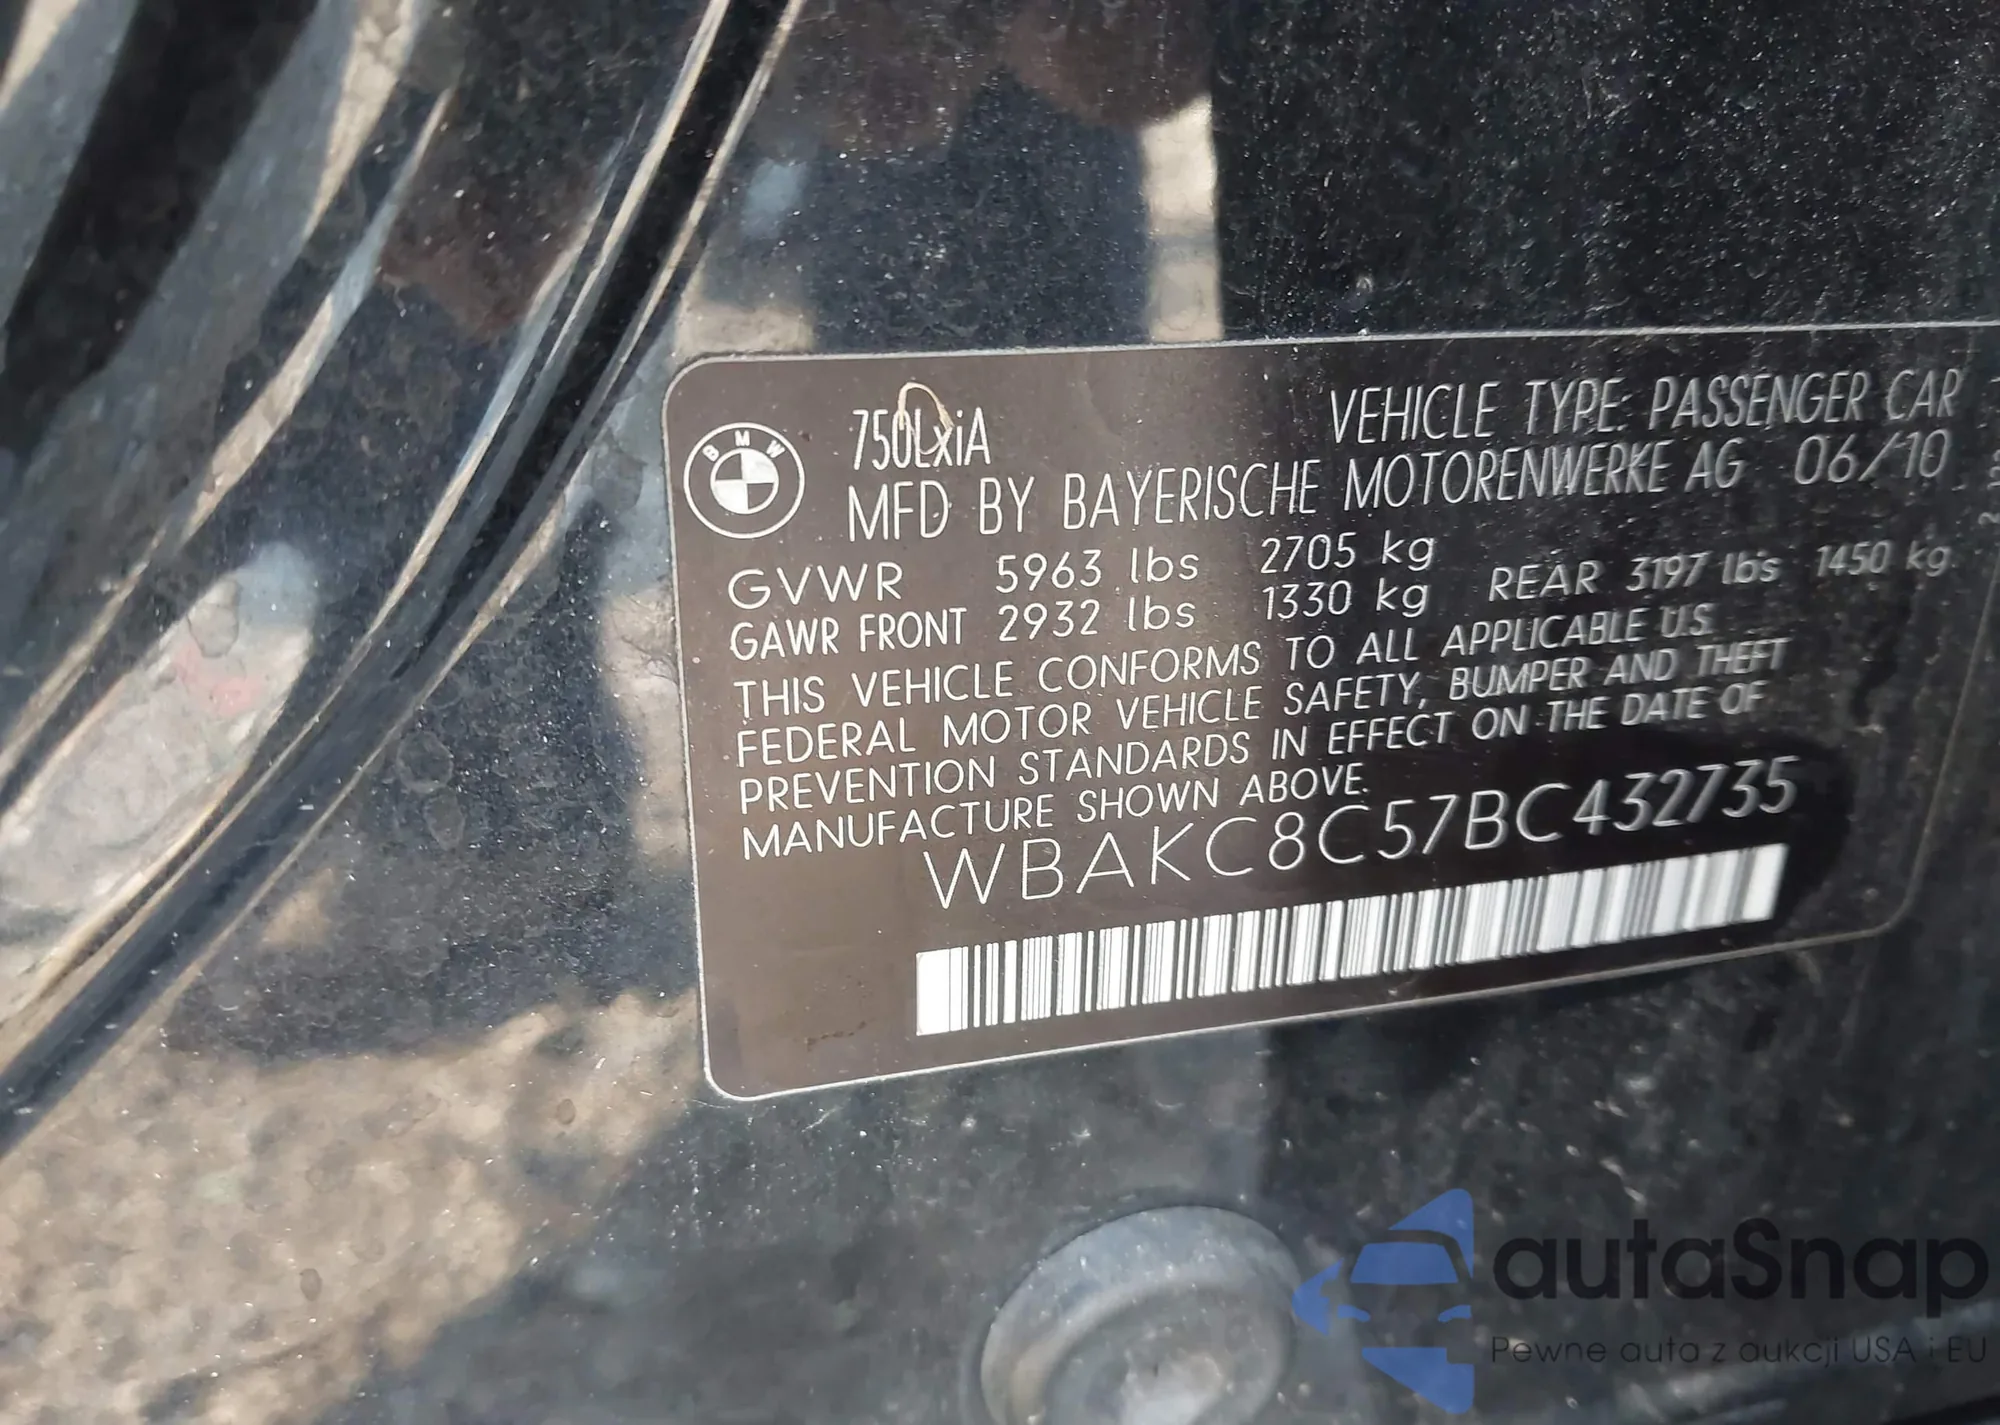 BMW
750LxiA
VEHICLE TYPE: PASSENGER CAR
MFD BY BAYERISCHE MOTORENWERKE AG 06/10
GVWR 5963 lbs 2705 kg
GAWR FRONT 2932 lbs 1330 kg REAR 3197 lbs 1450 kg
THIS VEHICLE CONFORMS TO ALL APPLICABLE U.S.
FEDERAL MOTOR VEHICLE SAFETY, BUMPER AND THEFT
PREVENTION STANDARDS IN EFFECT ON THE DATE OF
MANUFACTURE SHOWN ABOVE.
WBAKC8C57BC432735
autaSnap
Pewne auta z aukcji USA i EU